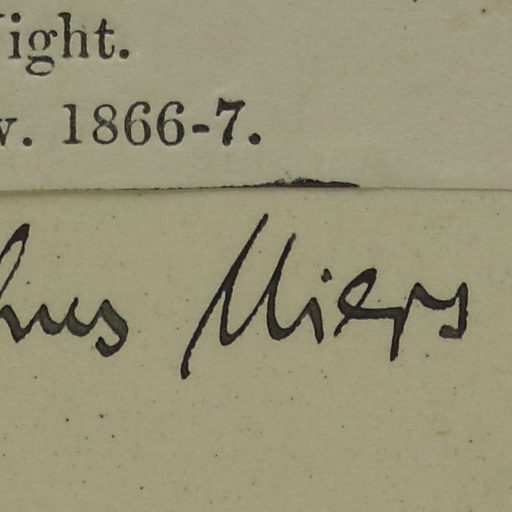 ight.
v. 1866-7.
hus Miers